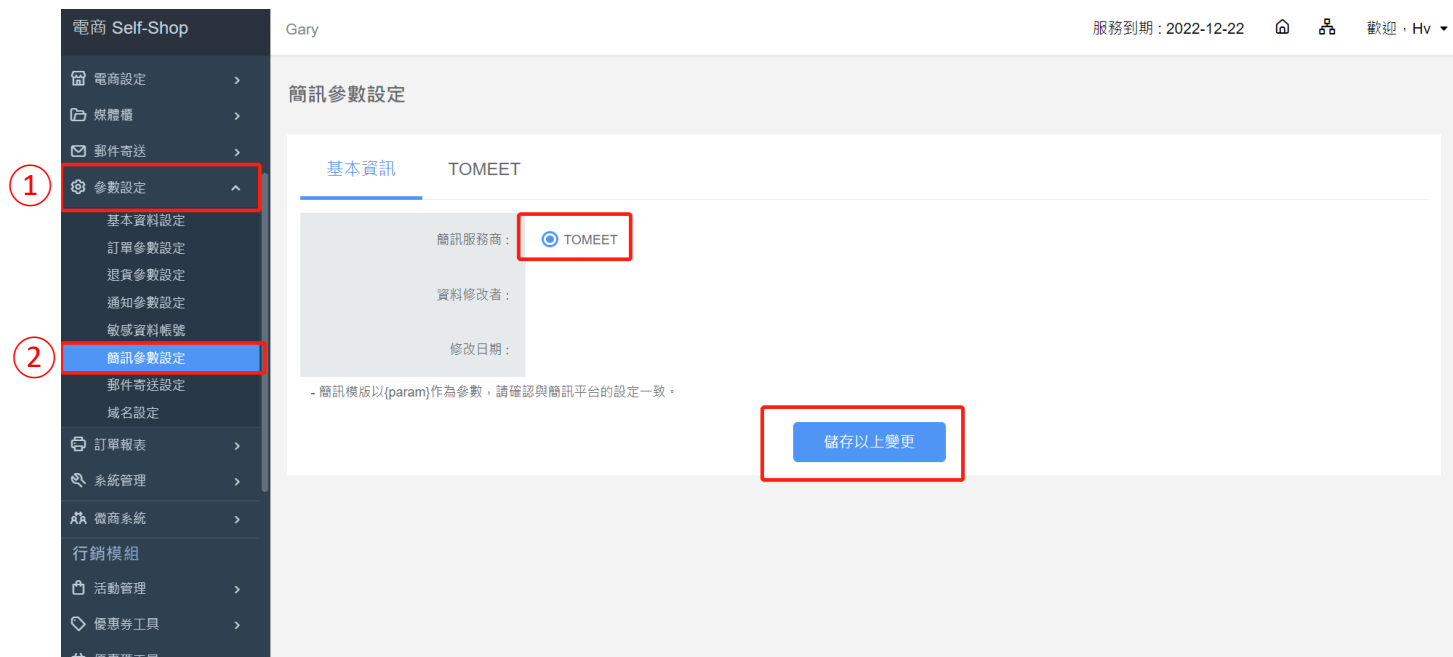 電商 Self-Shop
Gary
服務到期 : 2022-12-22
歡迎，Hv
電商設定
媒體櫃
郵件寄送
① 參數設定
基本資料設定
訂單參數設定
退貨參數設定
通知參數設定
敏感資料帳號
② 簡訊參數設定
郵件寄送設定
域名設定
訂單報表
系統管理
微商系統
行銷模組
活動管理
優惠券工具
簡訊參數設定
基本資訊 TOMEET
簡訊服務商 : TOMEET
資料修改者 :
修改日期 :
- 簡訊模版以{param}作為參數，請確認與簡訊平台的設定一致。
儲存以上變更